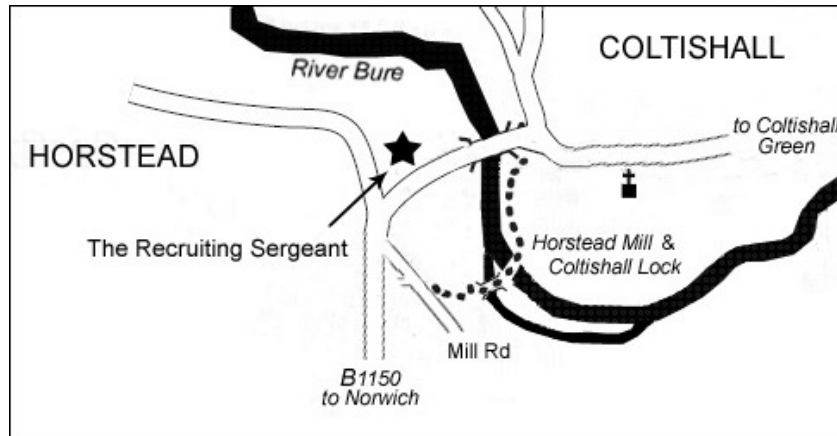 COLTISHALL
River Bure
to Coltishall
Green
HORSTEAD
The Recruiting Sergeant
Horstead Mill &
Coltishall Lock
Mill Rd
B1150
to Norwich